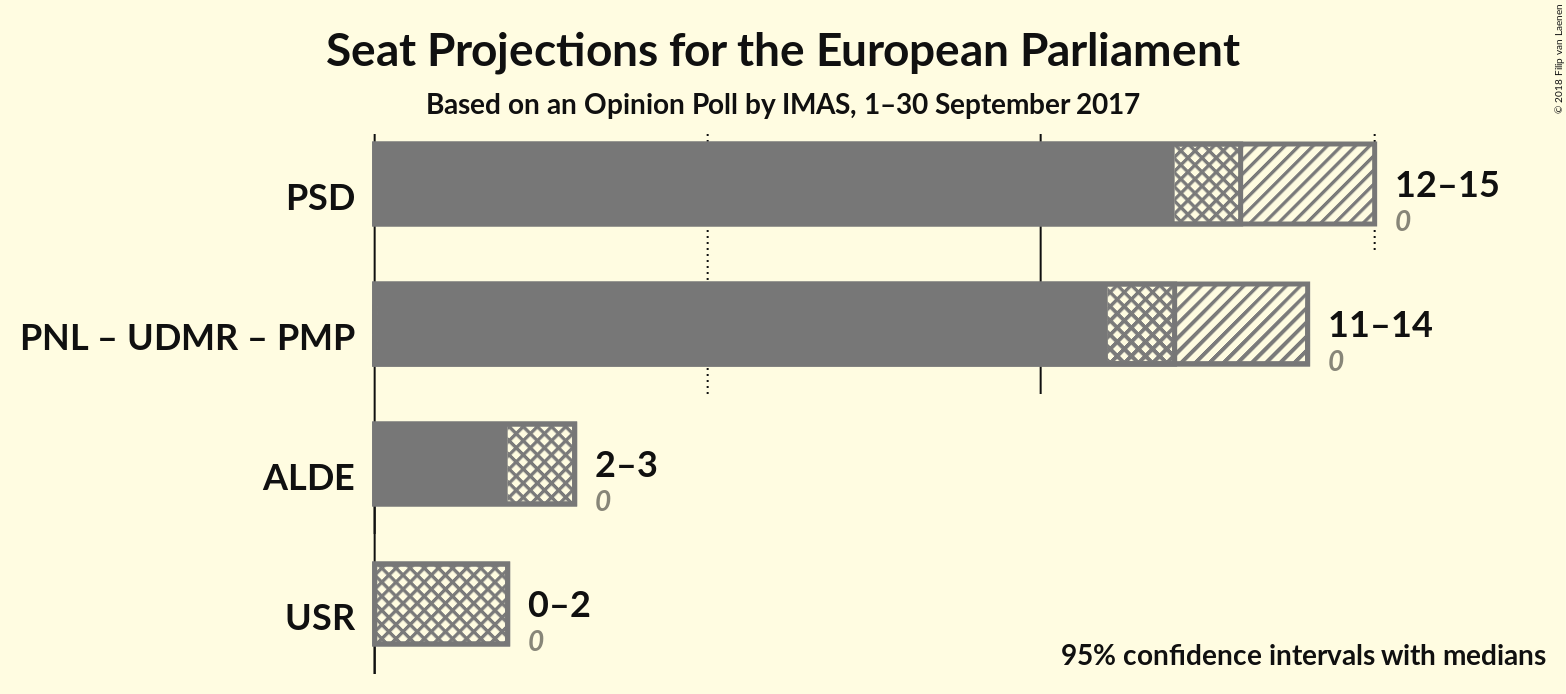 Seat Projections for the European Parliament
Based on an Opinion Poll by IMAS, 1–30 September 2017
© 2018 Filip van Laenen
PSD
12–15
0
PNL – UDMR – PMP
11–14
0
ALDE
2–3
0
USR
0–2
0
95% confidence intervals with medians